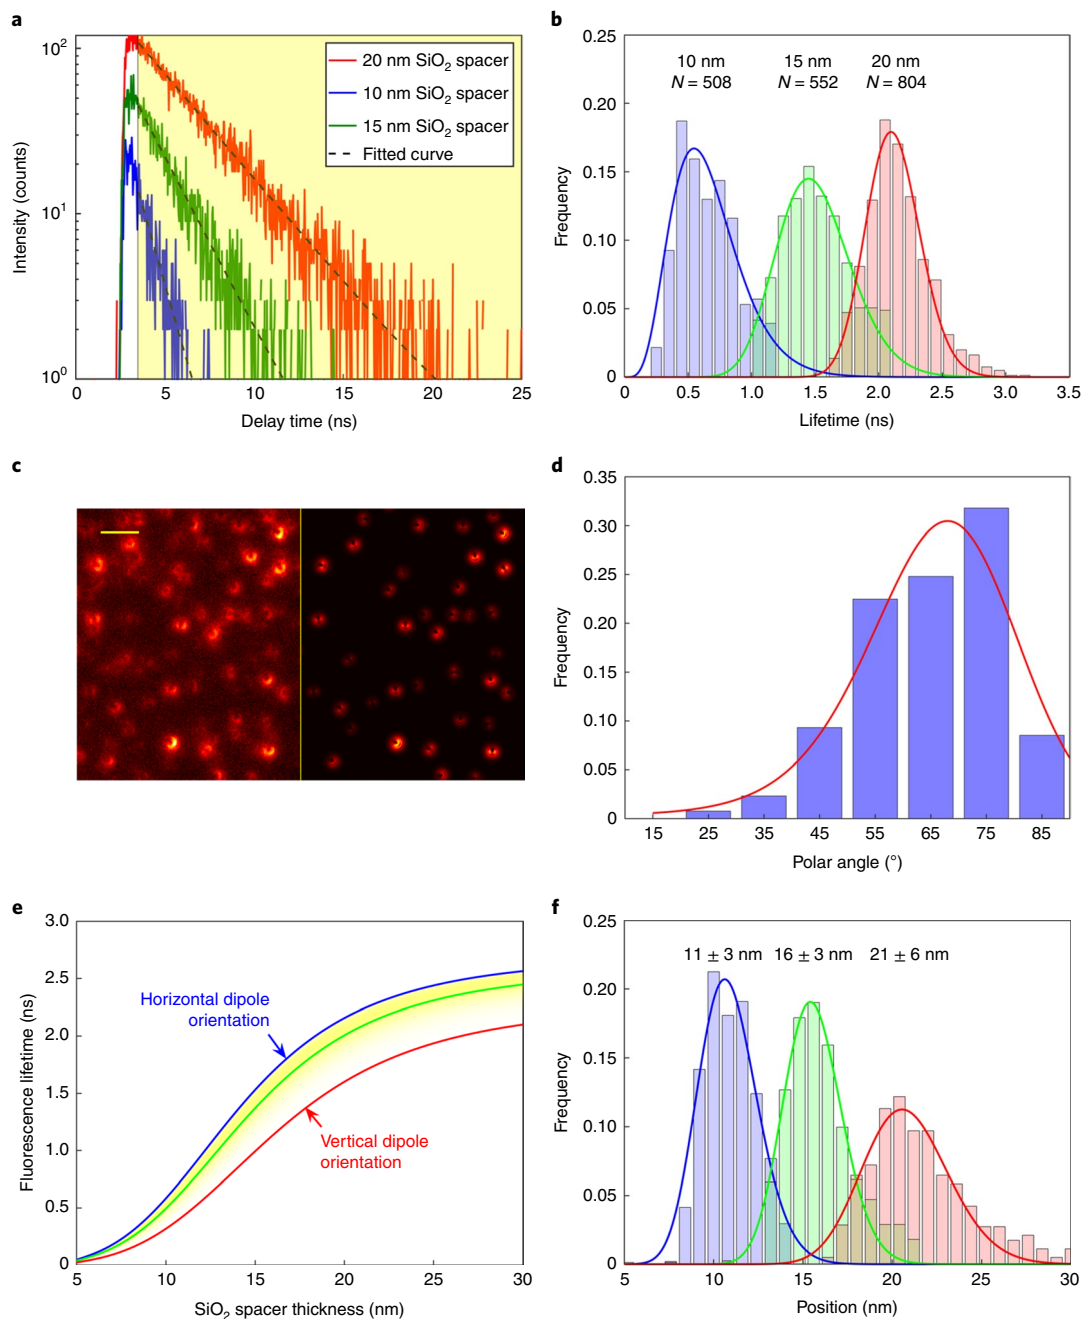 a
10²
10¹
10⁰
Intensity (counts)
20 nm SiO₂ spacer
10 nm SiO₂ spacer
15 nm SiO₂ spacer
Fitted curve
0 5 10 15 20 25
Delay time (ns)
b
0.25
0.20
0.15
0.10
0.05
0
Frequency
10 nm 15 nm 20 nm
N = 508 N = 552 N = 804
0 0.5 1.0 1.5 2.0 2.5 3.0 3.5
Lifetime (ns)
c
d
0.35
0.30
0.25
0.20
0.15
0.10
0.05
0
Frequency
15 25 35 45 55 65 75 85
Polar angle (°)
e
3.0
2.5
2.0
1.5
1.0
0.5
0
Fluorescence lifetime (ns)
Horizontal dipole
orientation
Vertical dipole
orientation
5 10 15 20 25 30
SiO₂ spacer thickness (nm)
f
0.25
0.20
0.15
0.10
0.05
0
Frequency
11 ± 3 nm 16 ± 3 nm 21 ± 6 nm
5 10 15 20 25 30
Position (nm)